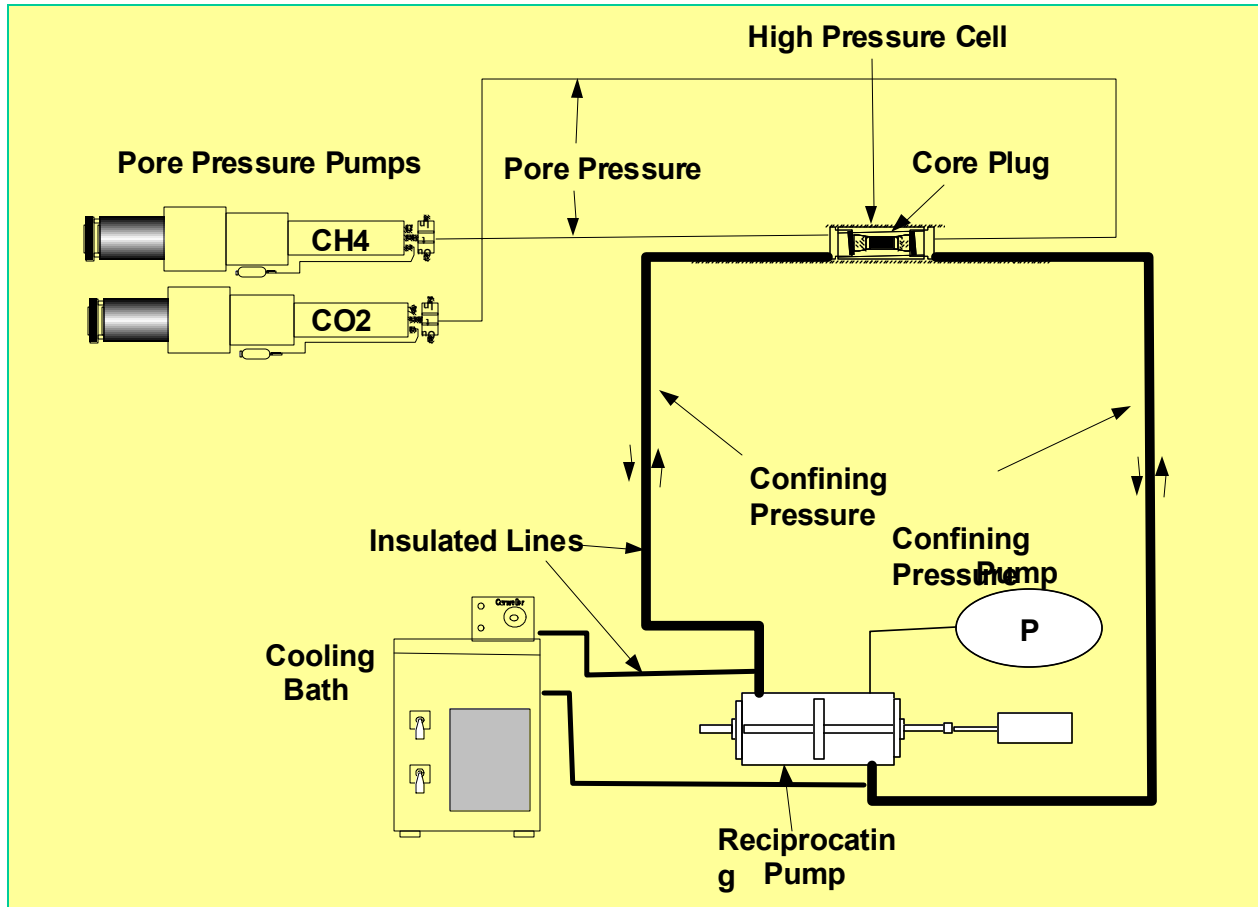 High Pressure Cell
Pore Pressure Pumps
Pore Pressure
Core Plug
CH4
CO2
Confining
Pressure
Confining
Pressure
Pump
P
Insulated Lines
Cooling
Bath
Reciprocatin
g Pump